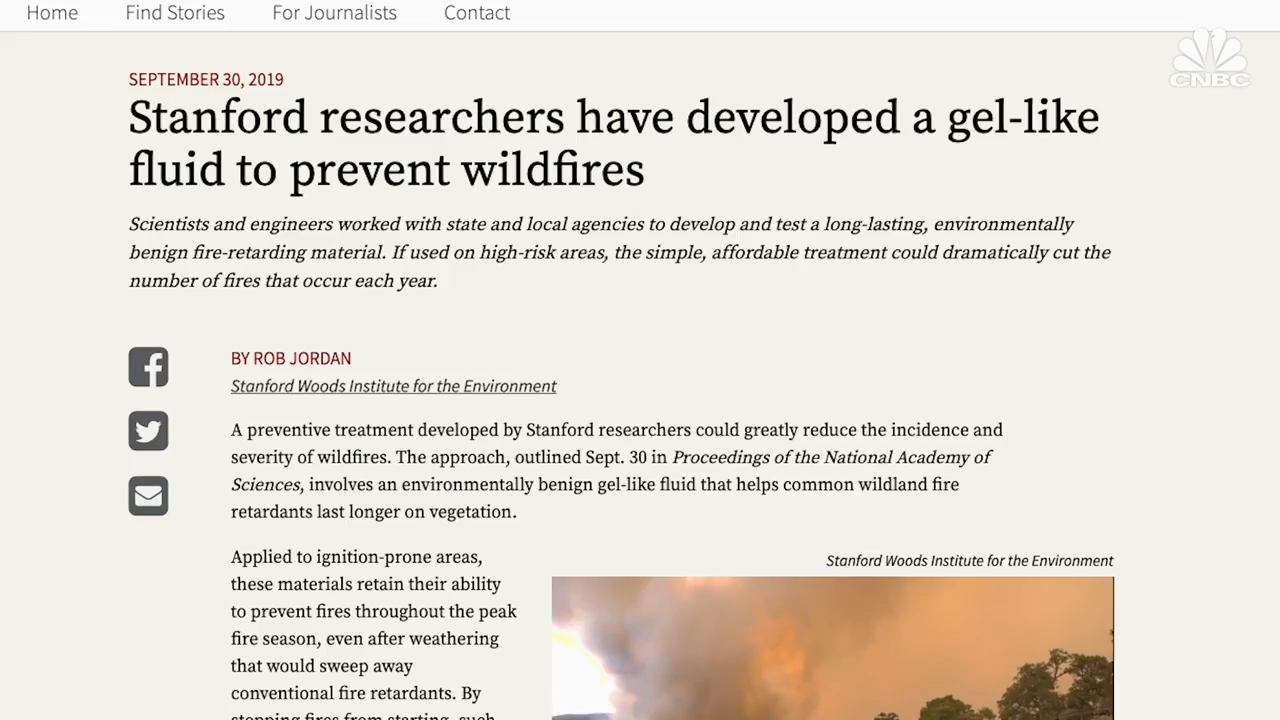 Home Find Stories For Journalists Contact
CNBC
SEPTEMBER 30, 2019
Stanford researchers have developed a gel-like
fluid to prevent wildfires
Scientists and engineers worked with state and local agencies to develop and test a long-lasting, environmentally
benign fire-retarding material. If used on high-risk areas, the simple, affordable treatment could dramatically cut the
number of fires that occur each year.
BY ROB JORDAN
Stanford Woods Institute for the Environment
A preventive treatment developed by Stanford researchers could greatly reduce the incidence and
severity of wildfires. The approach, outlined Sept. 30 in Proceedings of the National Academy of
Sciences, involves an environmentally benign gel-like fluid that helps common wildland fire
retardants last longer on vegetation.
Applied to ignition-prone areas,
these materials retain their ability
to prevent fires throughout the peak
fire season, even after weathering
that would sweep away
conventional fire retardants. By
stopping fires from starting, such
Stanford Woods Institute for the Environment